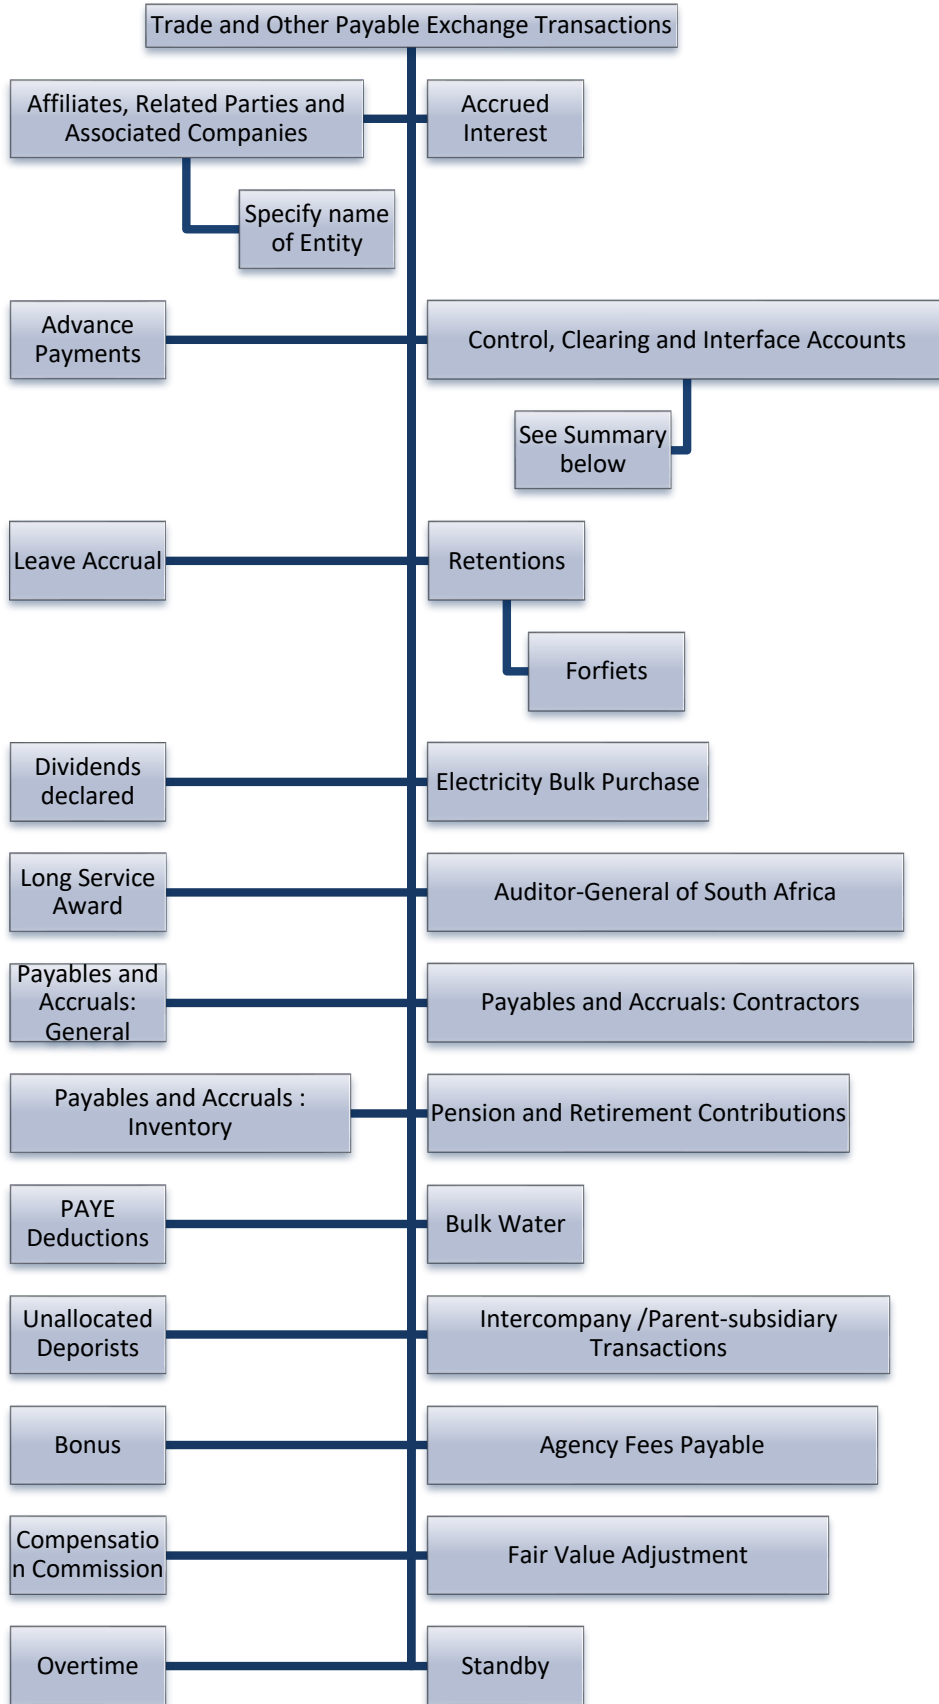 Trade and Other Payable Exchange Transactions
Affiliates, Related Parties and
Associated Companies
Accrued
Interest
Specify name
of Entity
Advance
Payments
Control, Clearing and Interface Accounts
See Summary
below
Leave Accrual
Retentions
Forfiets
Dividends
declared
Electricity Bulk Purchase
Long Service
Award
Auditor-General of South Africa
Payables and
Accruals:
General
Payables and Accruals: Contractors
Payables and Accruals :
Inventory
Pension and Retirement Contributions
PAYE
Deductions
Bulk Water
Unallocated
Deporists
Intercompany /Parent-subsidiary
Transactions
Bonus
Agency Fees Payable
Compensatio
n Commission
Fair Value Adjustment
Overtime
Standby